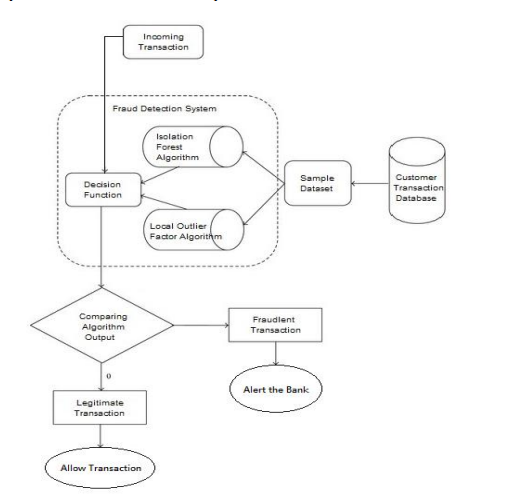 Incoming
Transaction
Fraud Detection System
Isolation
Forest
Algorithm
Decision
Function
Sample
Dataset
Customer
Transaction
Database
Local Outlier
Factor Algorithm
Comparing
Algorithm
Output
Fraudlent
Transaction
0
Alert the Bank
Legitimate
Transaction
Allow Transaction